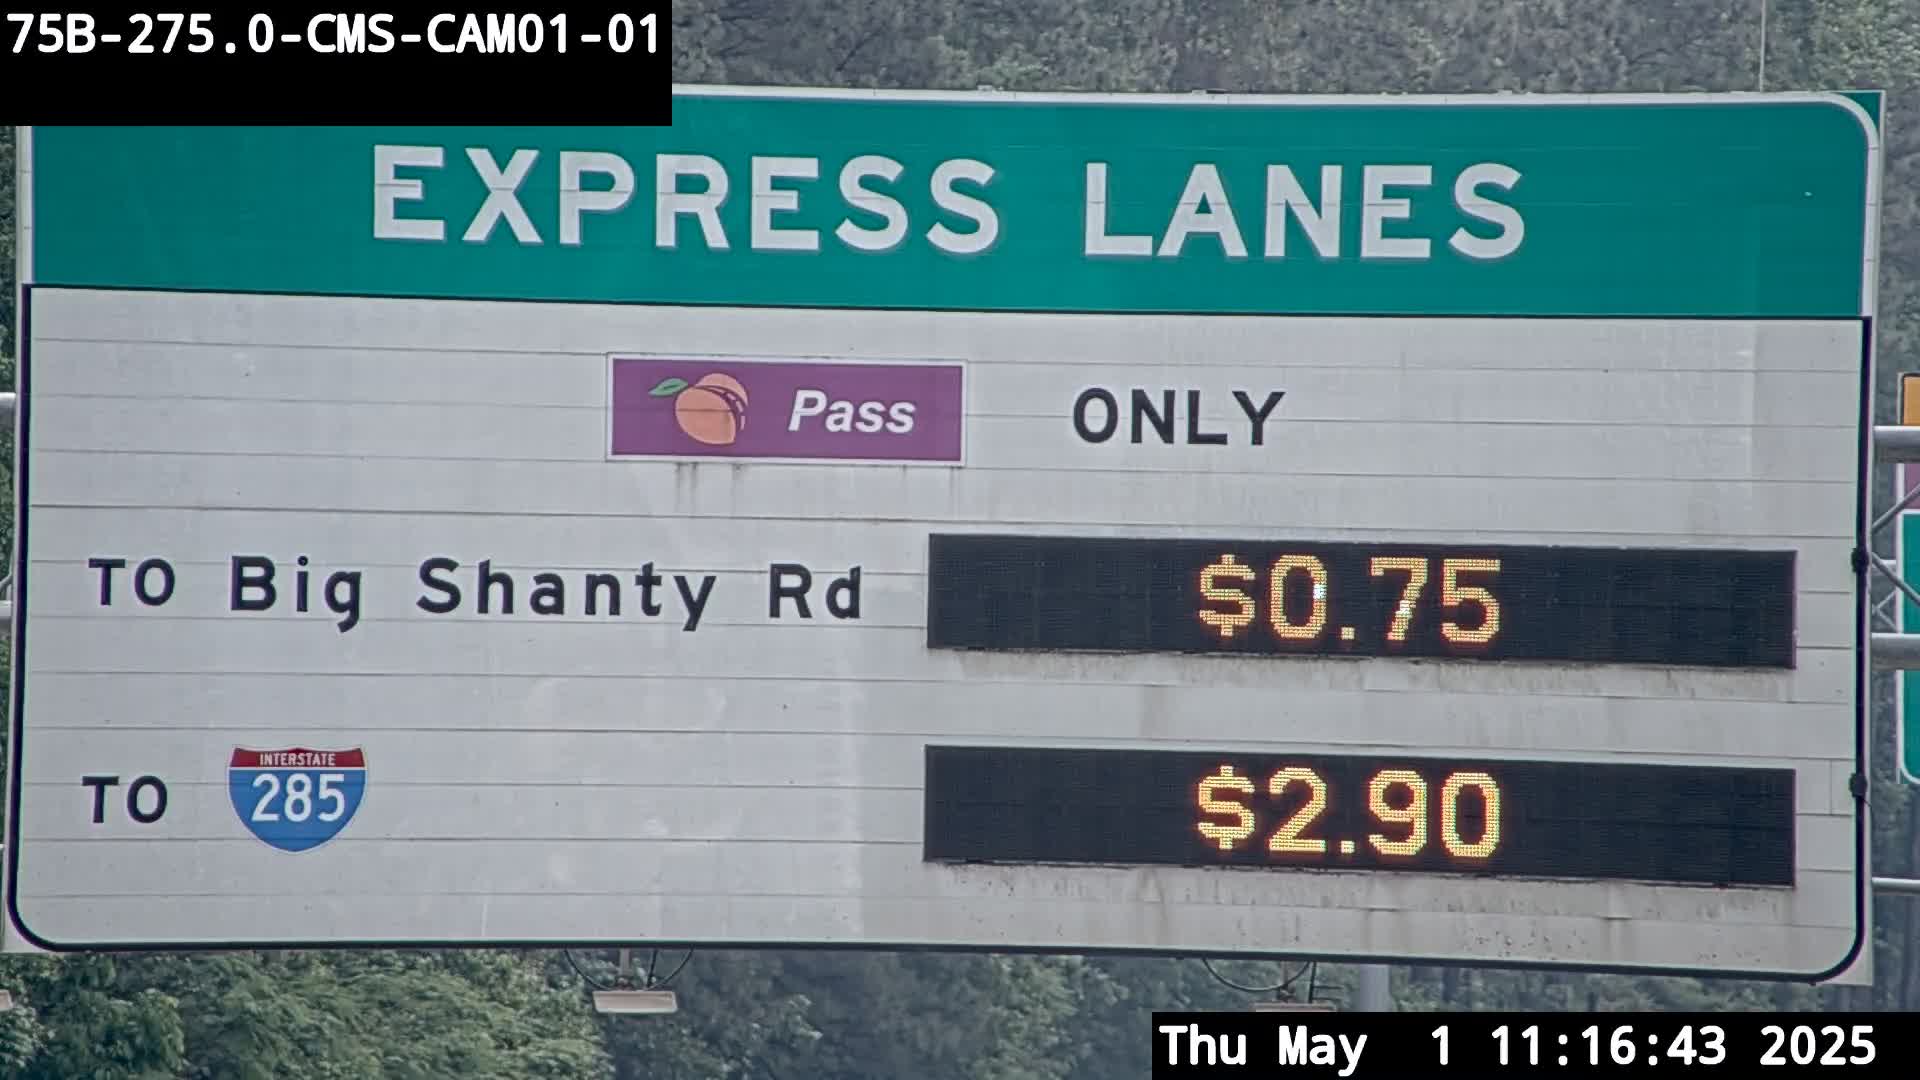 75B-275.0-CMS-CAM01-01
EXPRESS LANES
Pass ONLY
TO Big Shanty Rd $0.75
INTERSTATE
TO 285 $2.90
Thu May 1 11:16:43 2025